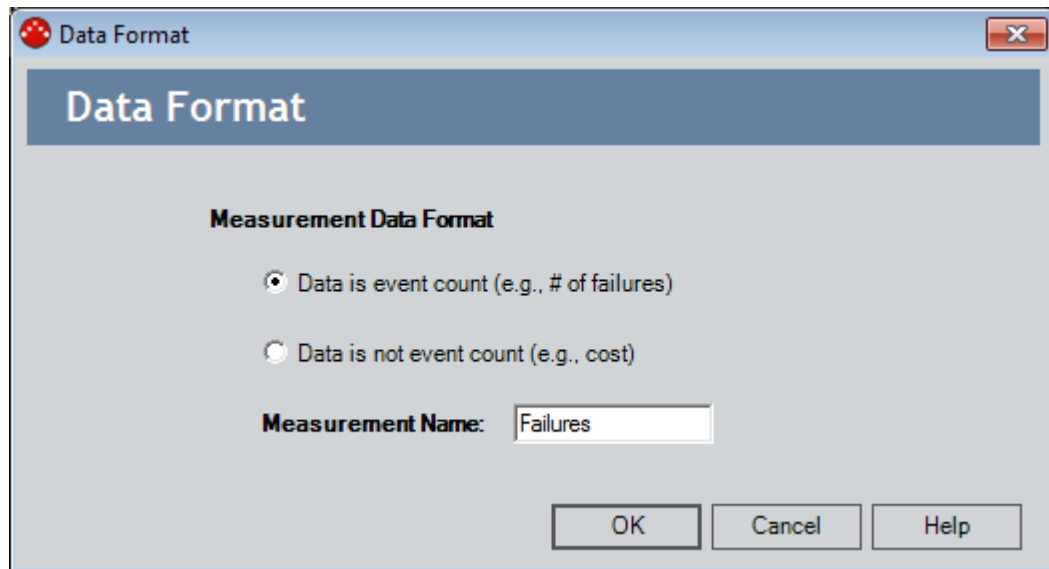 Data Format
Data Format
Measurement Data Format
Data is event count (e.g., # of failures)
Data is not event count (e.g., cost)
Measurement Name: Failures
OK Cancel Help